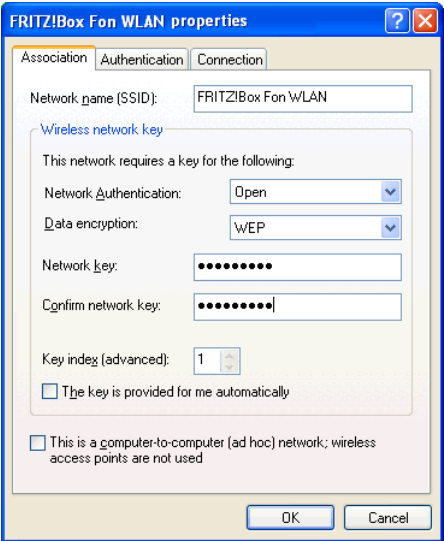 FRITZ!Box Fon WLAN properties
Association Authentication Connection
Network name (SSID): FRITZ!Box Fon WLAN
Wireless network key
This network requires a key for the following:
Network Authentication: Open
Data encryption: WEP
Network key: ●●●●●●●●●
Confirm network key: ●●●●●●●●●
Key index (advanced): 1
The key is provided for me automatically
This is a computer-to-computer (ad hoc) network; wireless
access points are not used
OK Cancel